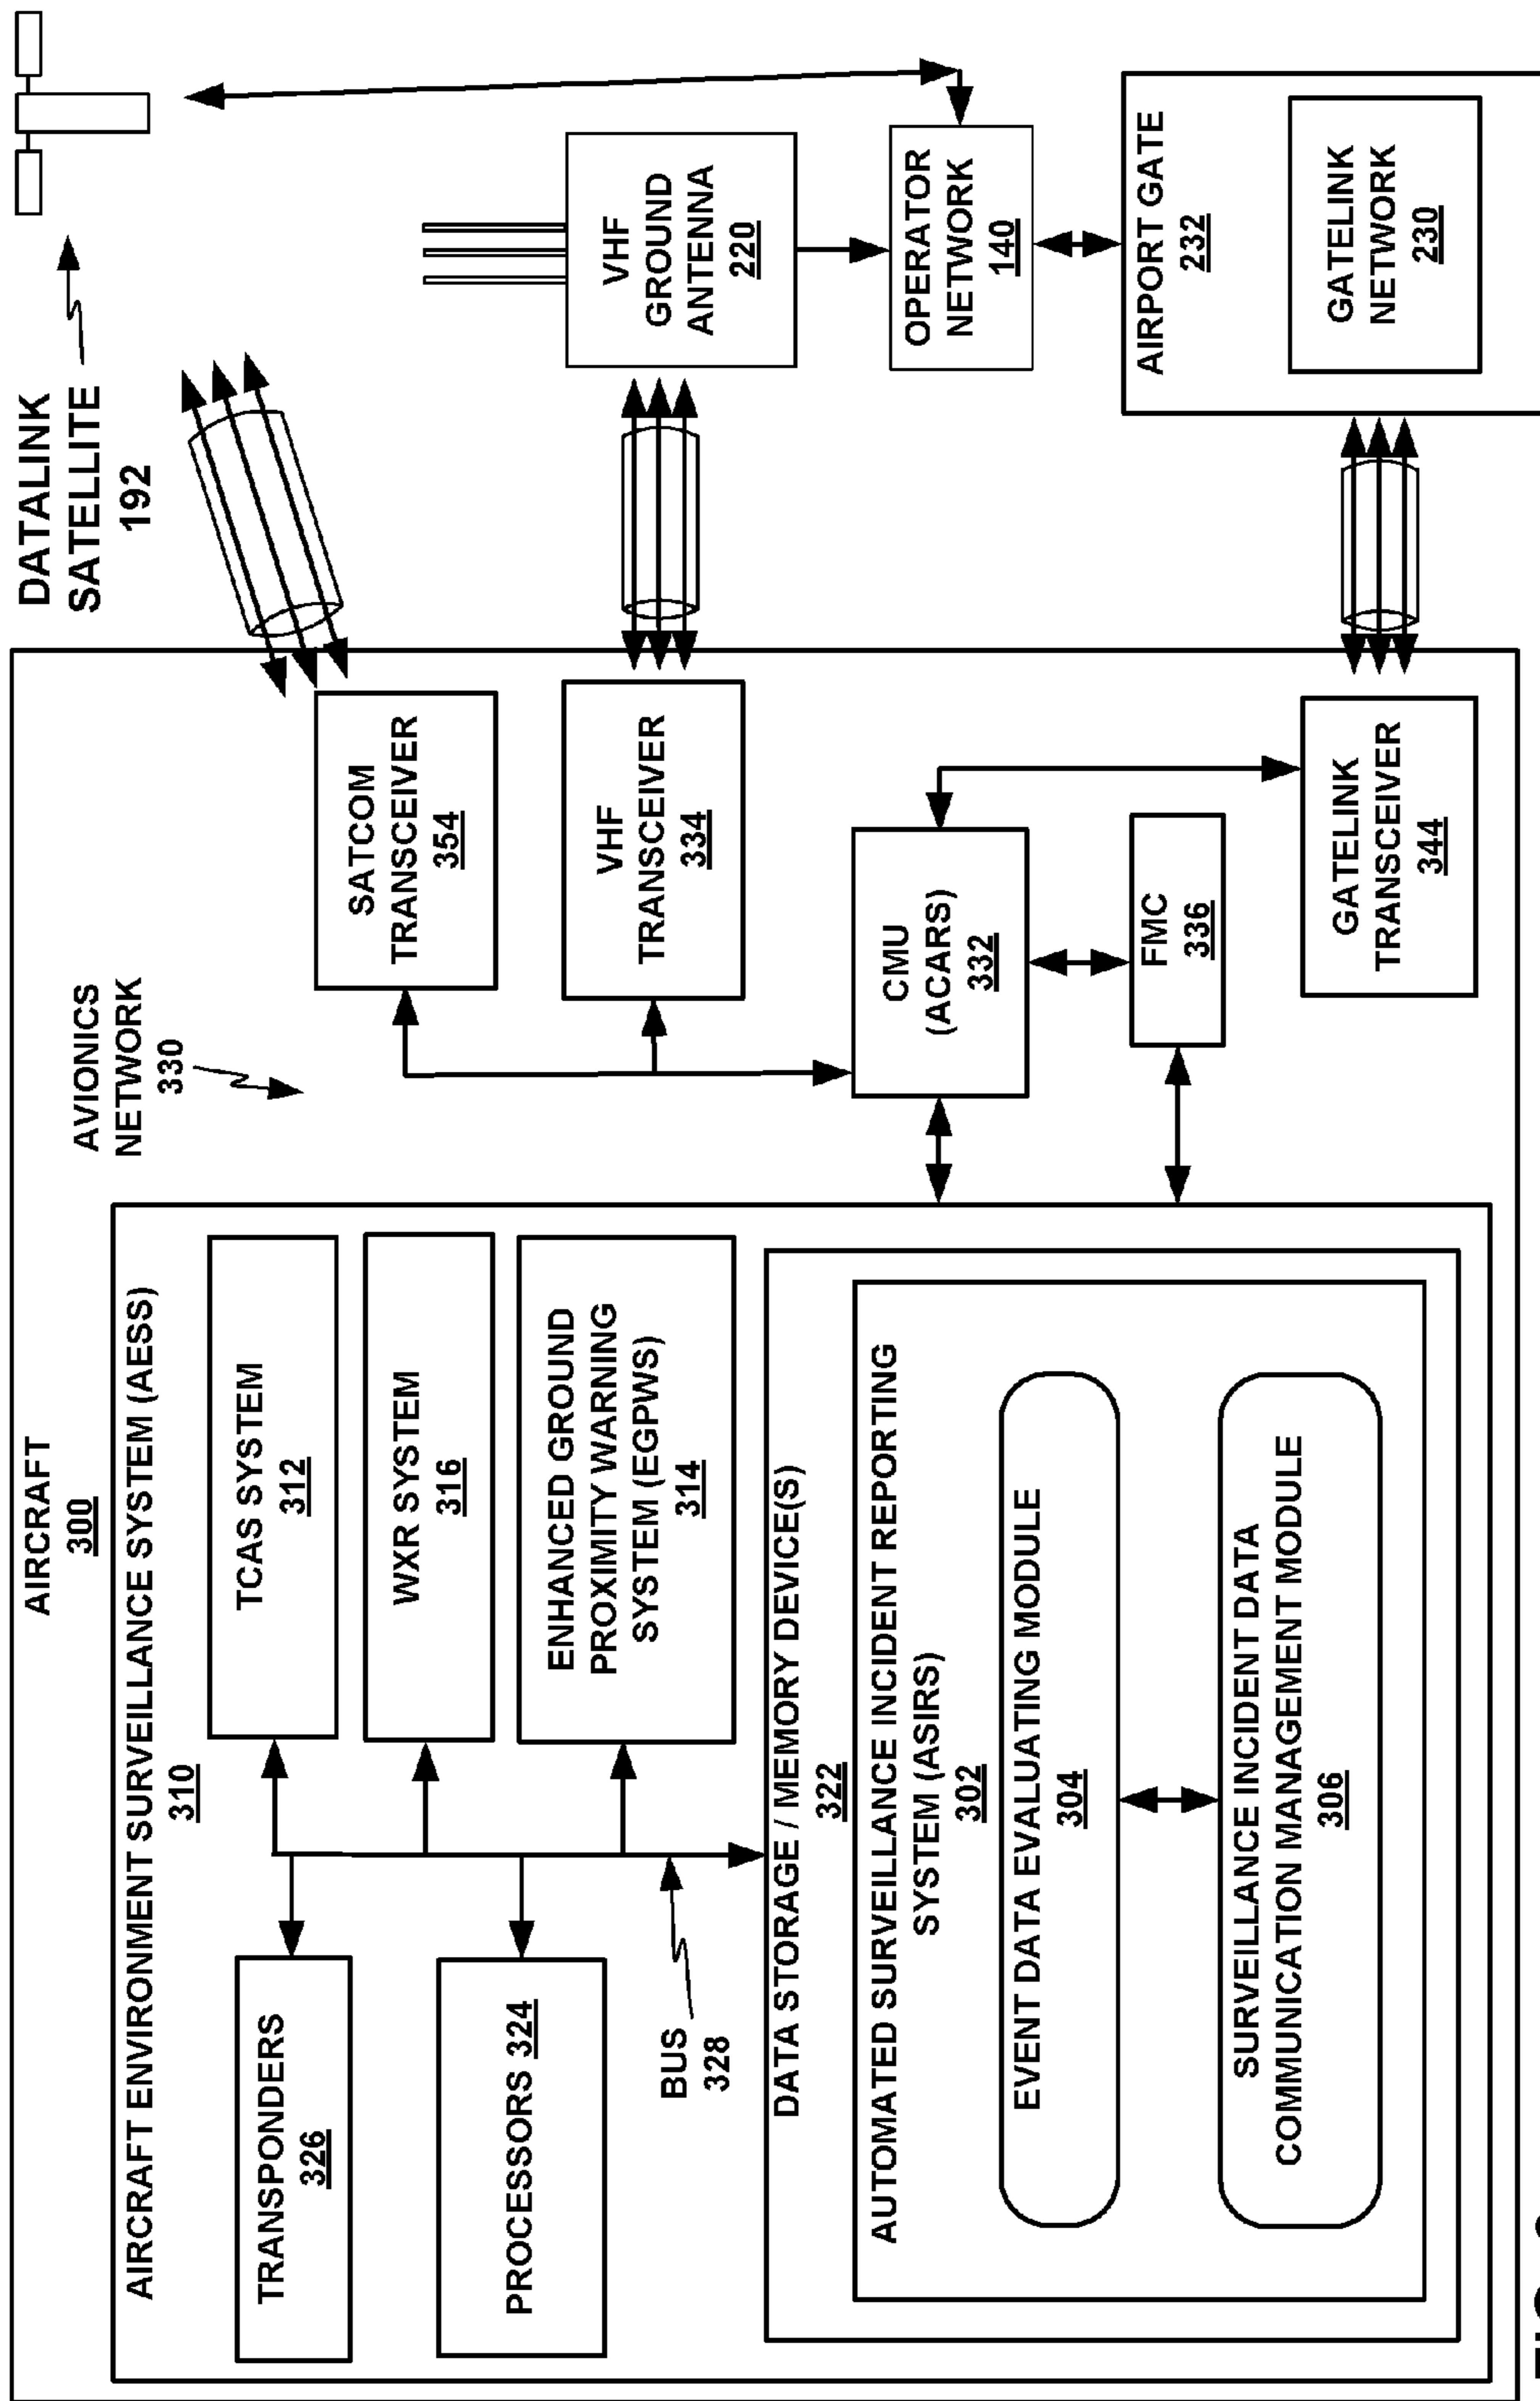 AIRCRAFT
300
AIRCRAFT ENVIRONMENT SURVEILLANCE SYSTEM (AESS)
310
TRANSPONDERS
326
PROCESSORS 324
BUS
328
TCAS SYSTEM
312
WXR SYSTEM
316
ENHANCED GROUND
PROXIMITY WARNING
SYSTEM (EGPWS)
314
DATA STORAGE / MEMORY DEVICE(S)
322
AUTOMATED SURVEILLANCE INCIDENT REPORTING
SYSTEM (ASIRS)
302
EVENT DATA EVALUATING MODULE
304
SURVEILLANCE INCIDENT DATA
COMMUNICATION MANAGEMENT MODULE
306
AVIONICS
NETWORK
330
SATCOM
TRANSCEIVER
354
VHF
TRANSCEIVER
334
CMU
(ACARS)
332
FMC
336
GATELINK
TRANSCEIVER
344
DATALINK
SATELLITE
192
VHF
GROUND
ANTENNA
220
OPERATOR
NETWORK
140
AIRPORT GATE
232
GATELINK
NETWORK
230